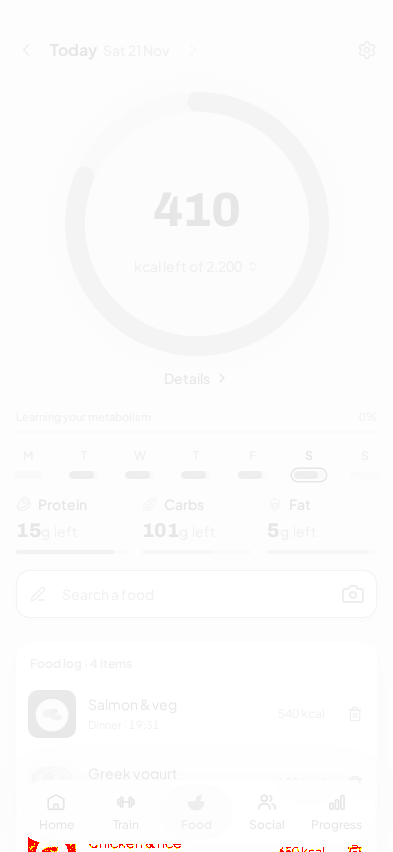 Today Sat 21 Nov
410
kcal left of 2,200
Details
Learning your metabolism 0%
M T W T F S S
Protein Carbs Fat
15g left 101g left 5g left
Search a food
Food log · 4 items
Salmon & veg
540 kcal
Dinner · 19:31
Greek yogurt
Home Train Food Social Progress
Chicken & rice
650 kcal